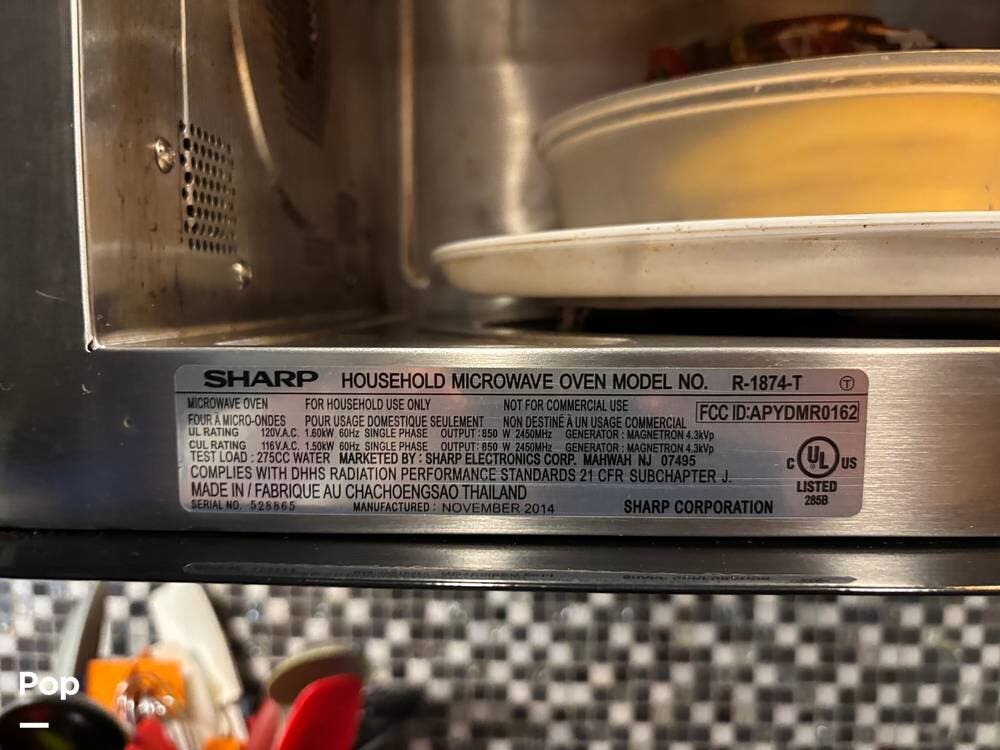 SHARP HOUSEHOLD MICROWAVE OVEN MODEL NO. R-1874-T T
MICROWAVE OVEN FOR HOUSEHOLD USE ONLY NOT FOR COMMERCIAL USE
FCC ID:APYDMR0162
FOUR À MICRO-ONDES POUR USAGE DOMESTIQUE SEULEMENT NON DESTINÉ À UN USAGE COMMERCIAL
UL RATING 120V.A.C. 1.60kW 60Hz SINGLE PHASE OUTPUT:850 W 2450MHz GENERATOR : MAGNETRON 4.3kVp
CUL RATING 116V.A.C. 1.50kW 60Hz SINGLE PHASE OUTPUT:850 W 2450MHz GENERATOR : MAGNETRON 4.3kVp
TEST LOAD : 275CC WATER MARKETED BY : SHARP ELECTRONICS CORP. MAHWAH NJ 07495
COMPLIES WITH DHHS RADIATION PERFORMANCE STANDARDS 21 CFR SUBCHAPTER J.
C UL US
LISTED
285B
MADE IN / FABRIQUE AU CHACHOENGSAO THAILAND
SERIAL NO. 528865 MANUFACTURED : NOVEMBER 2014 SHARP CORPORATION
Pop